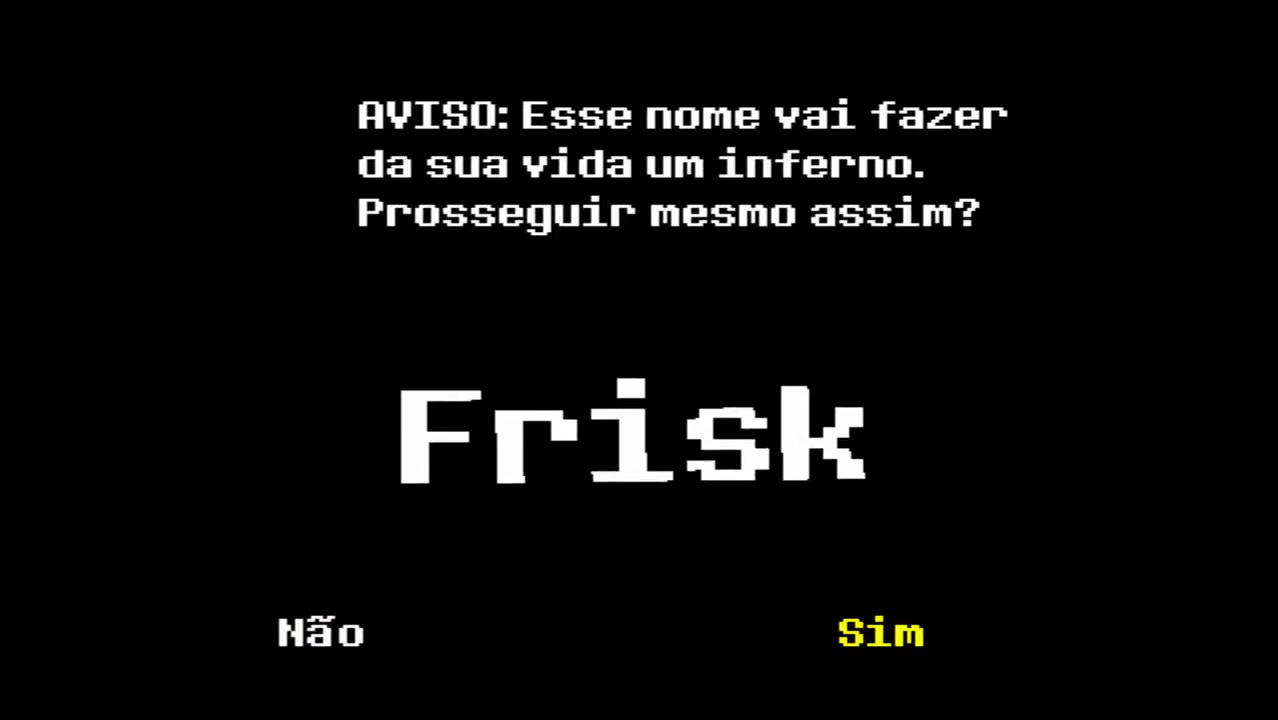 AVISO: Esse nome vai fazer
da sua vida um inferno.
Prosseguir mesmo assim?
Frisk
Não Sim